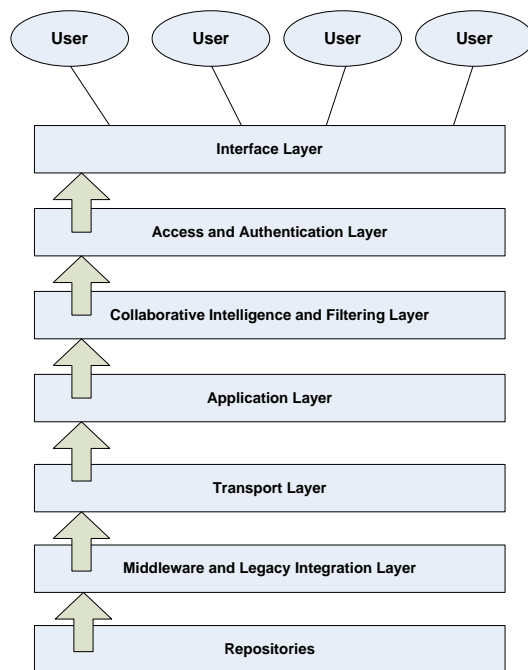 User
User
User
User
Interface Layer
Access and Authentication Layer
Collaborative Intelligence and Filtering Layer
Application Layer
Transport Layer
Middleware and Legacy Integration Layer
Repositories